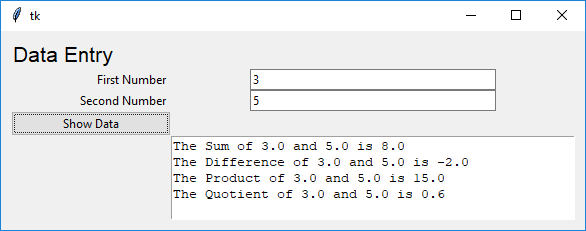 tk
Data Entry
First Number 3
Second Number 5
Show Data
The Sum of 3.0 and 5.0 is 8.0
The Difference of 3.0 and 5.0 is -2.0
The Product of 3.0 and 5.0 is 15.0
The Quotient of 3.0 and 5.0 is 0.6